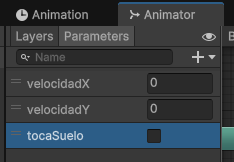 Animation Animator
Layers Parameters B
Name
velocidadX 0
velocidadY 0
tocaSuelo